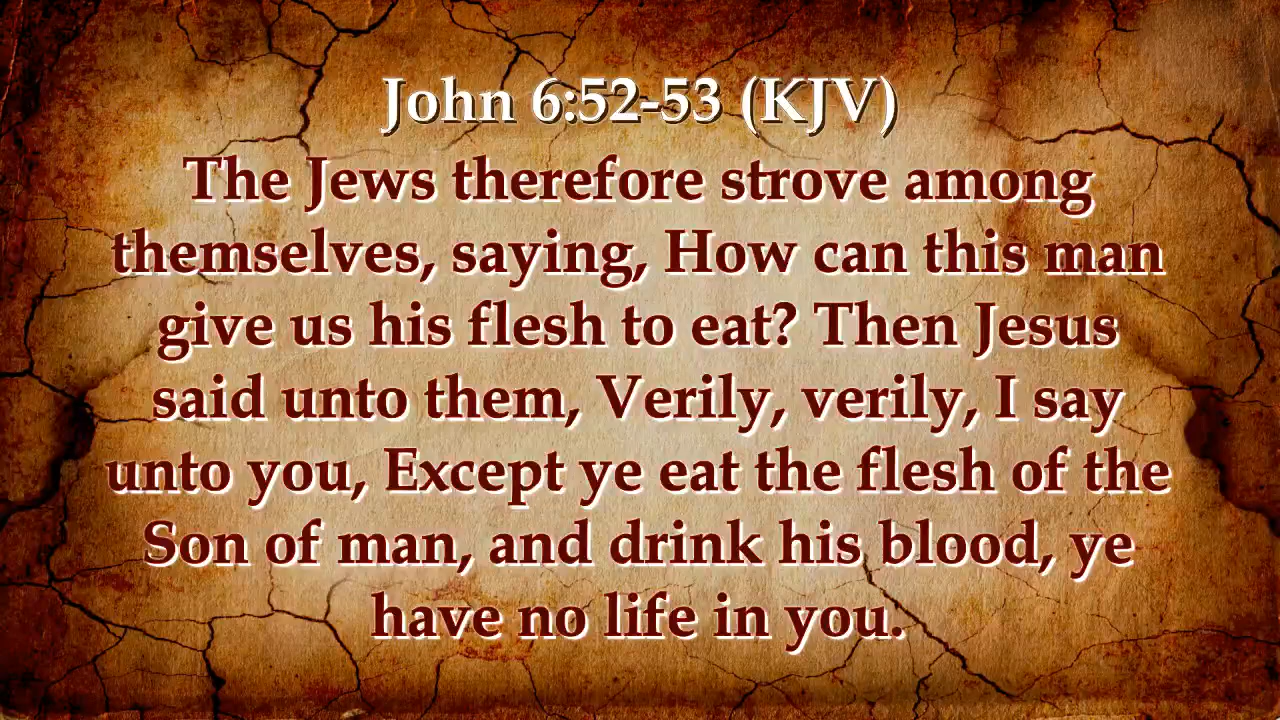 John 6:52-53 (KJV)
The Jews therefore strove among
themselves, saying, How can this man
give us his flesh to eat? Then Jesus
said unto them, Verily, verily, I say
unto you, Except ye eat the flesh of the
Son of man, and drink his blood, ye
have no life in you.